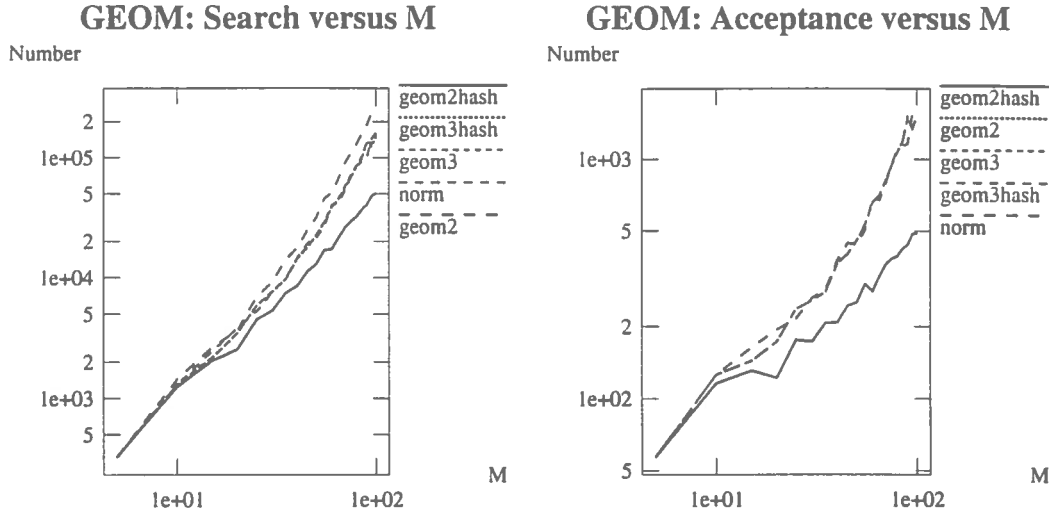 GEOM: Search versus M
Number
geom2hash
geom3hash
geom3
norm
geom2
2
1e+05
5
2
1e+04
5
2
1e+03
5
M
1e+01
1e+02
GEOM: Acceptance versus M
Number
geom2hash
geom2
geom3
geom3hash
norm
1e+03
5
2
1e+02
5
M
1e+01
1e+02